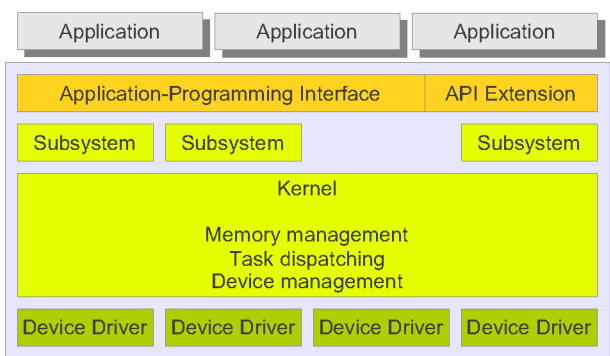 Application Application Application
Application-Programming Interface API Extension
Subsystem Subsystem Subsystem
Kernel
Memory management
Task dispatching
Device management
Device Driver Device Driver Device Driver Device Driver